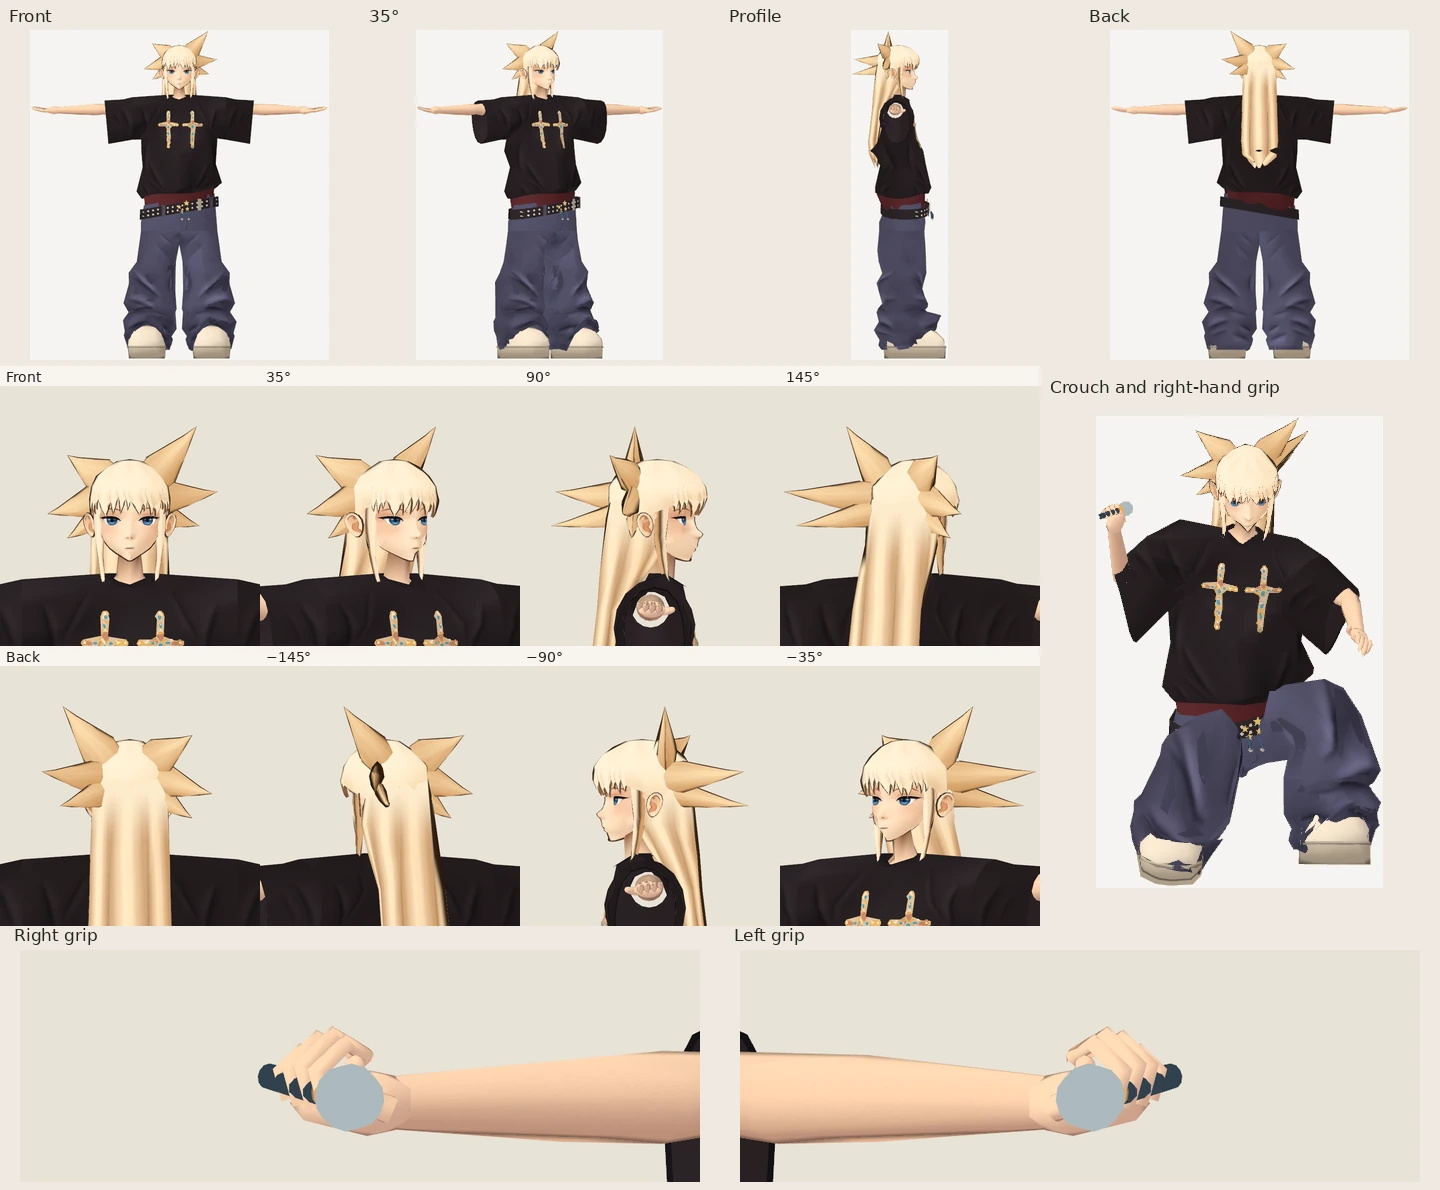 Front
35°
Profile
Back
Front
35°
90°
145°
Crouch and right-hand grip
Back
−145°
−90°
−35°
Right grip
Left grip